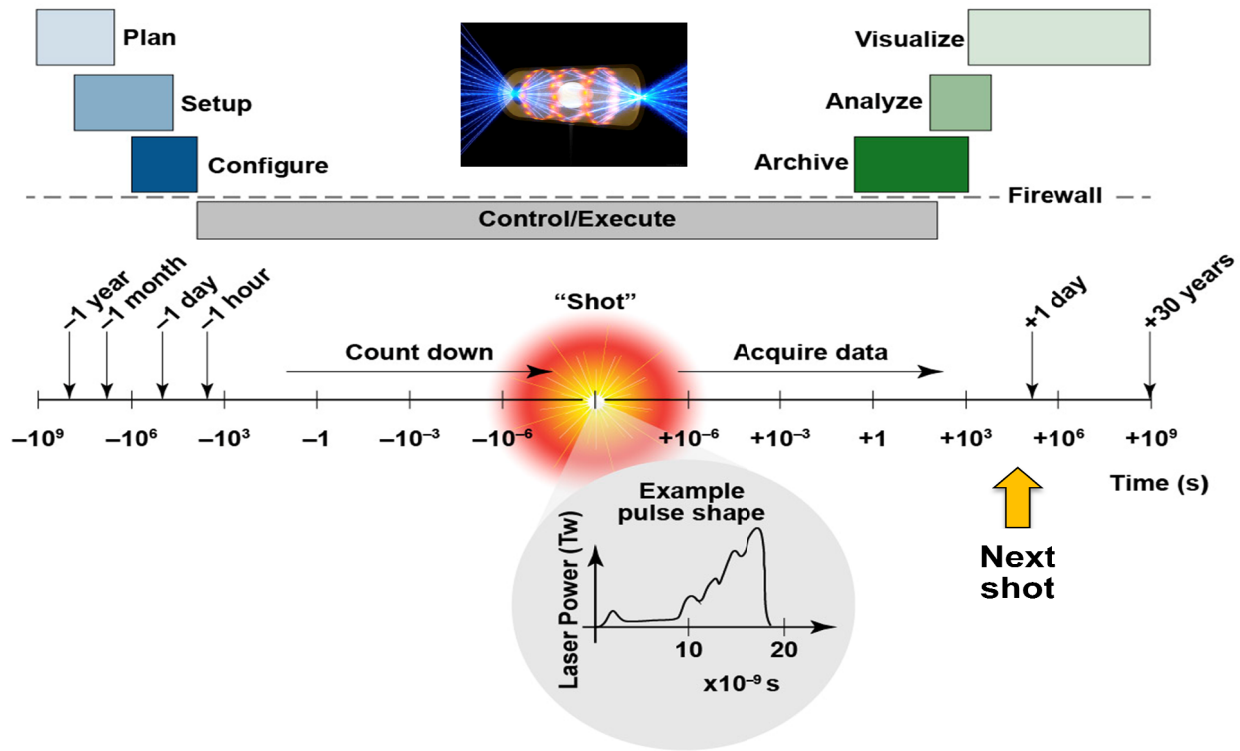 Plan
Visualize
Setup
Analyze
Configure
Archive
Firewall
Control/Execute
–1 year
–1 month
–1 day
–1 hour
“Shot”
+1 day
+30 years
Count down
Acquire data
–10⁹
–10⁶
–10³
–1
–10⁻³
–10⁻⁶
+10⁻⁶
+10⁻³
+1
+10³
+10⁶
+10⁹
Time (s)
Example
pulse shape
Laser Power (Tw)
10
20
x10⁻⁹ s
Next
shot